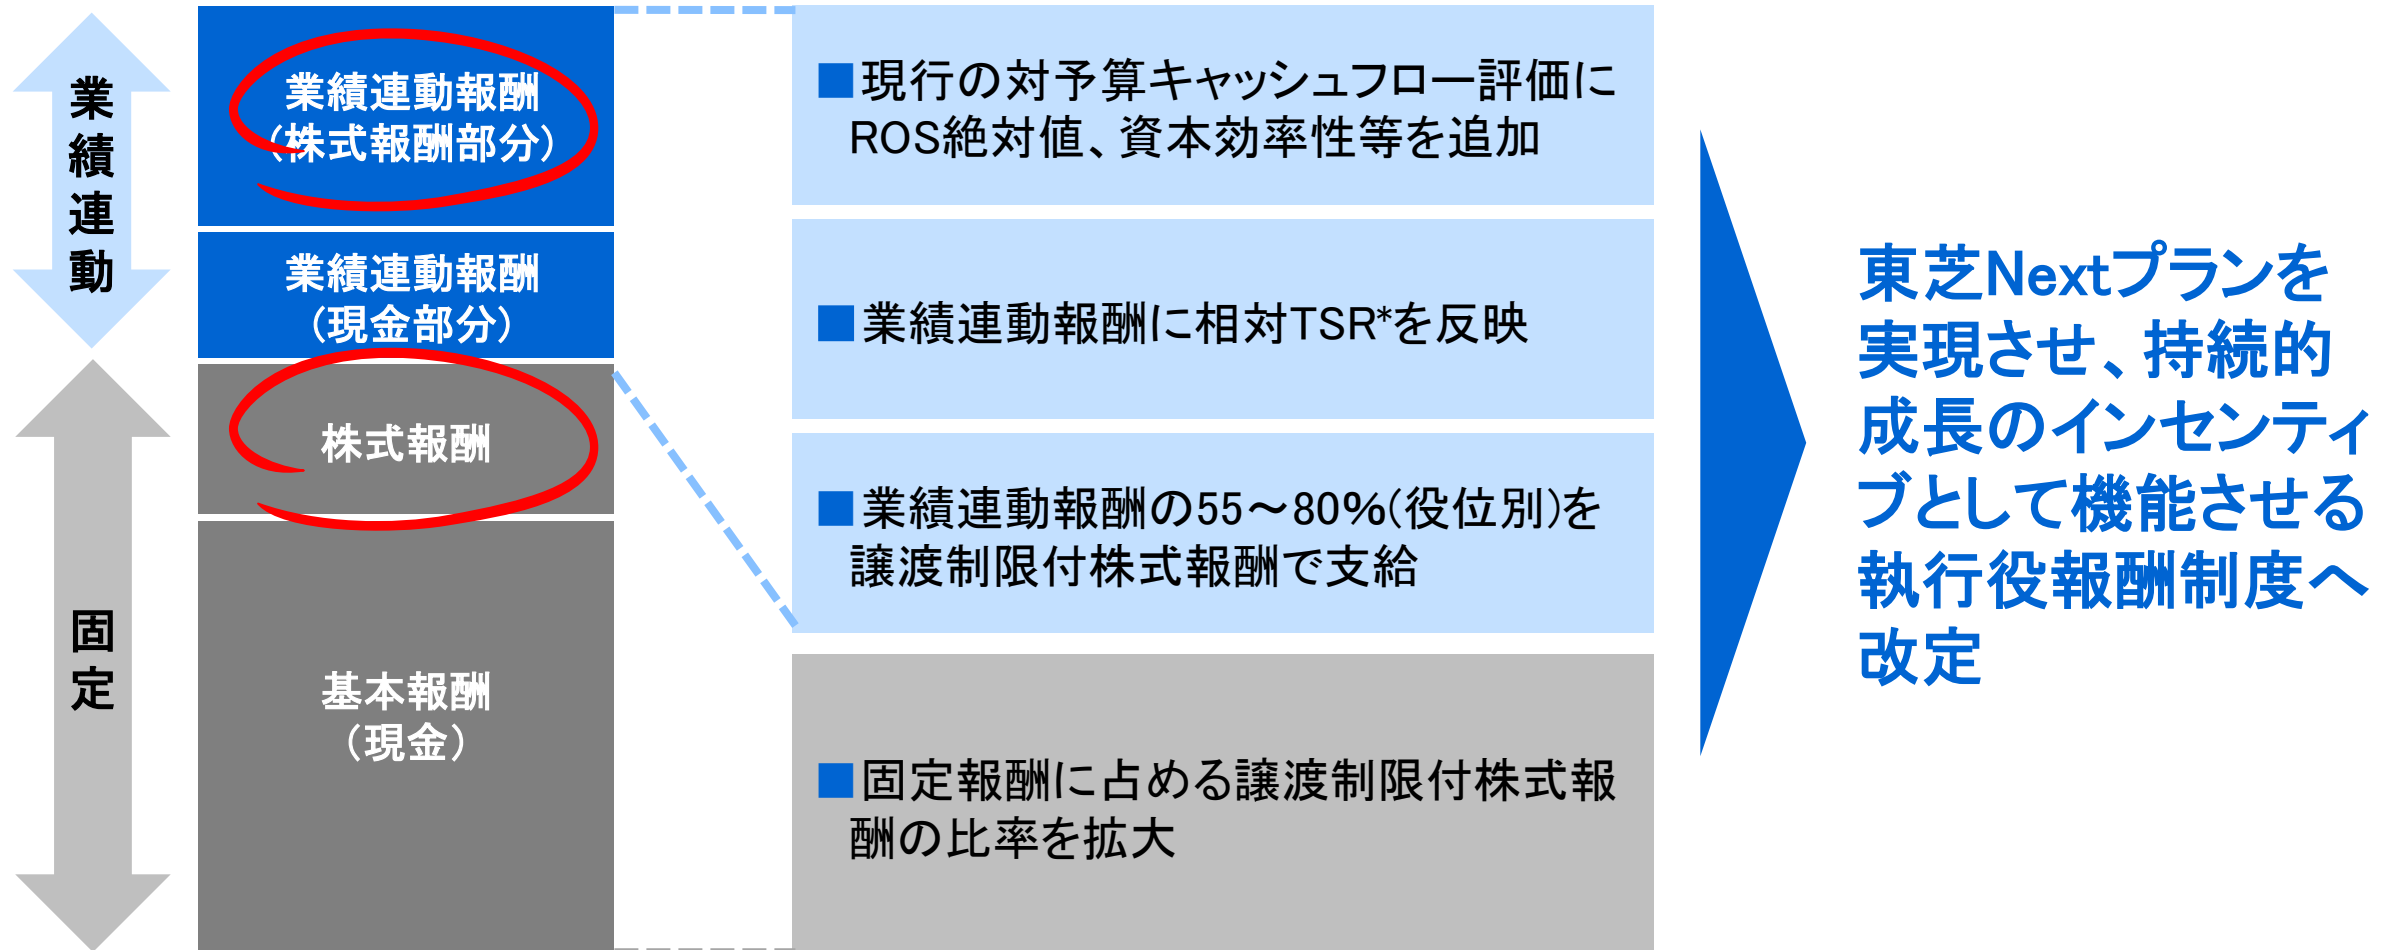 業績連動
業績連動報酬
（株式報酬部分）
業績連動報酬
（現金部分）
固定
株式報酬
基本報酬
（現金）
■現行の対予算キャッシュフロー評価に
ROS絶対値、資本効率性等を追加
■業績連動報酬に相対TSR*を反映
■業績連動報酬の55～80%(役位別)を
譲渡制限付株式報酬で支給
■固定報酬に占める譲渡制限付株式報
酬の比率を拡大
東芝Nextプランを
実現させ、持続的
成長のインセンティ
ブとして機能させる
執行役報酬制度へ
改定